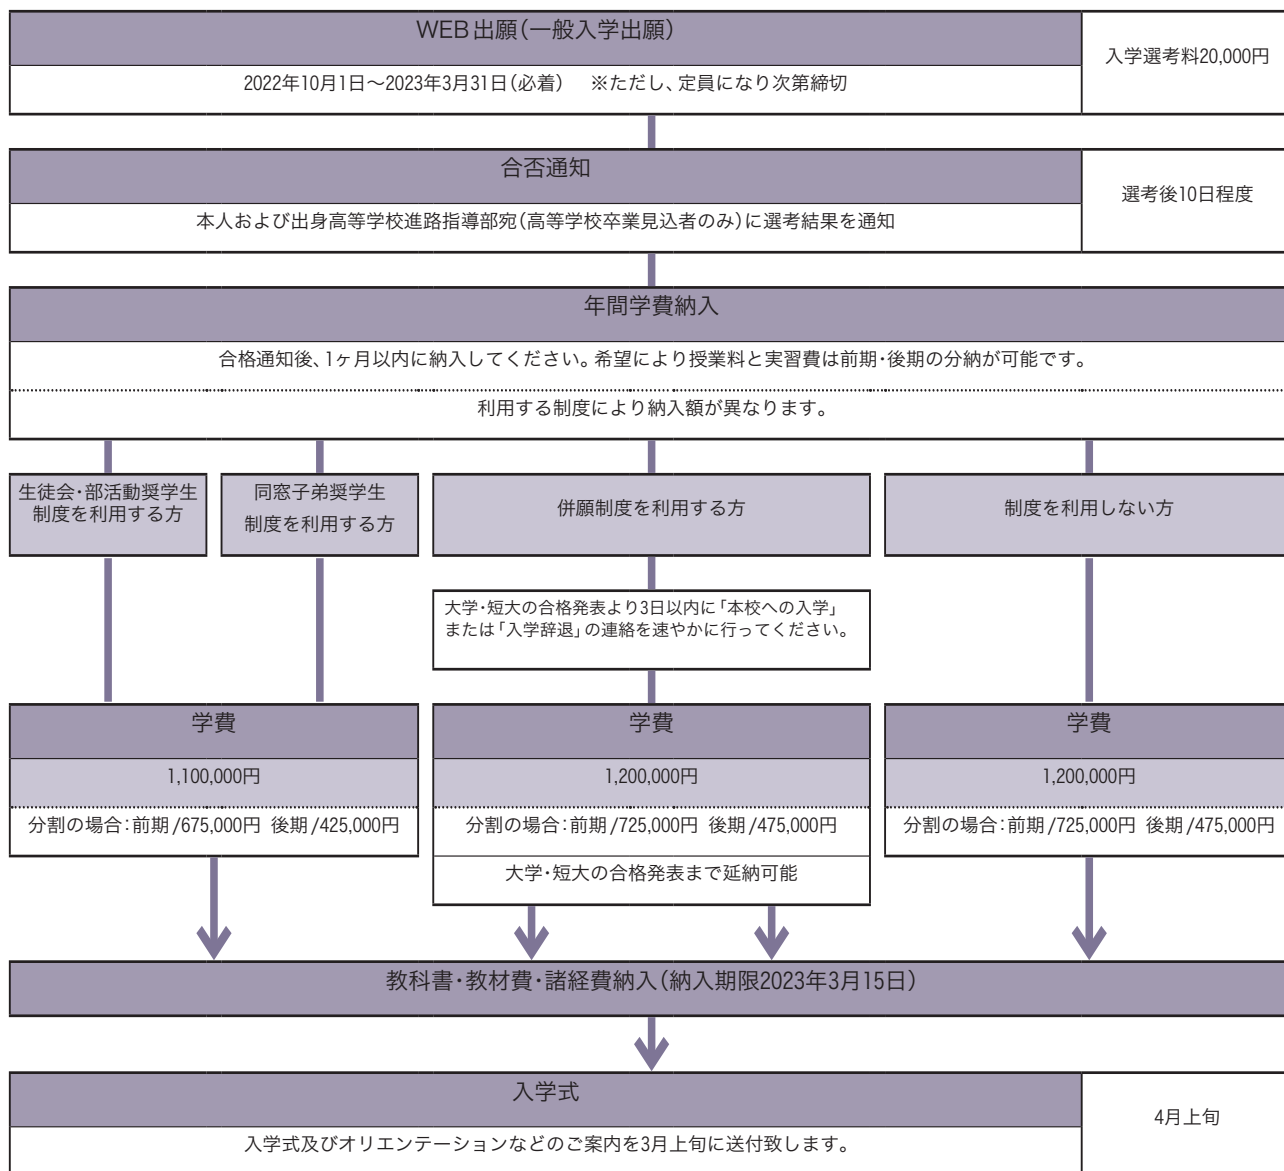 WEB出願(一般入学出願)
入学選考料20,000円
2022年10月1日～2023年3月31日(必着)　※ただし、定員になり次第締切
合否通知
選考後10日程度
本人および出身高等学校進路指導部宛(高等学校卒業見込者のみ)に選考結果を通知
年間学費納入
合格通知後、1ヶ月以内に納入してください。希望により授業料と実習費は前期・後期の分納が可能です。
利用する制度により納入額が異なります。
生徒会・部活動奨学生
制度を利用する方
同窓子弟奨学生
制度を利用する方
併願制度を利用する方
制度を利用しない方
大学・短大の合格発表より3日以内に「本校への入学」
または「入学辞退」の連絡を速やかに行ってください。
学費
1,100,000円
分割の場合:前期/675,000円 後期/425,000円
学費
1,200,000円
分割の場合:前期/725,000円 後期/475,000円
大学・短大の合格発表まで延納可能
学費
1,200,000円
分割の場合:前期/725,000円 後期/475,000円
教科書・教材費・諸経費納入(納入期限2023年3月15日)
入学式
4月上旬
入学式及びオリエンテーションなどのご案内を3月上旬に送付致します。